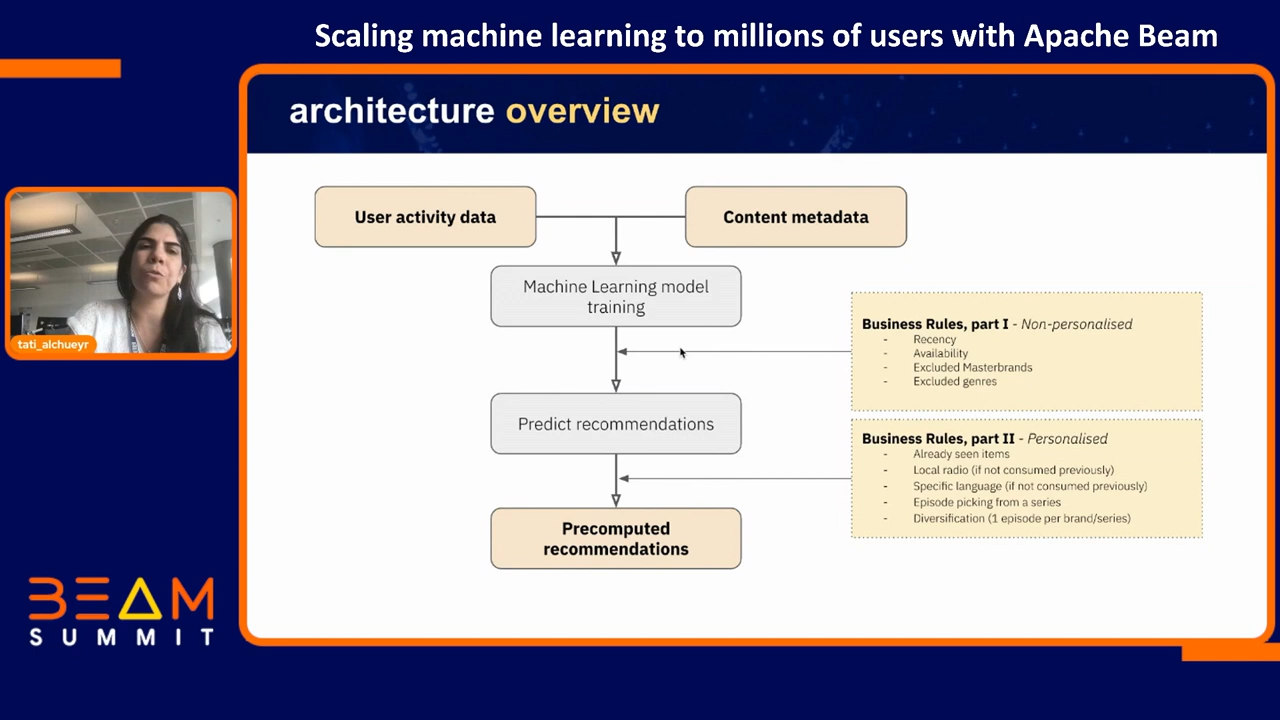 Scaling machine learning to millions of users with Apache Beam
architecture overview
User activity data
Content metadata
Machine Learning model
training
Business Rules, part I - Non-personalised
- Recency
- Availability
- Excluded Masterbrands
- Excluded genres
Predict recommendations
Business Rules, part II - Personalised
- Already seen items
- Local radio (if not consumed previously)
- Specific language (if not consumed previously)
- Episode picking from a series
- Diversification (1 episode per brand/series)
Precomputed
recommendations
tati_alchueyr
BEAM
SUMMIT